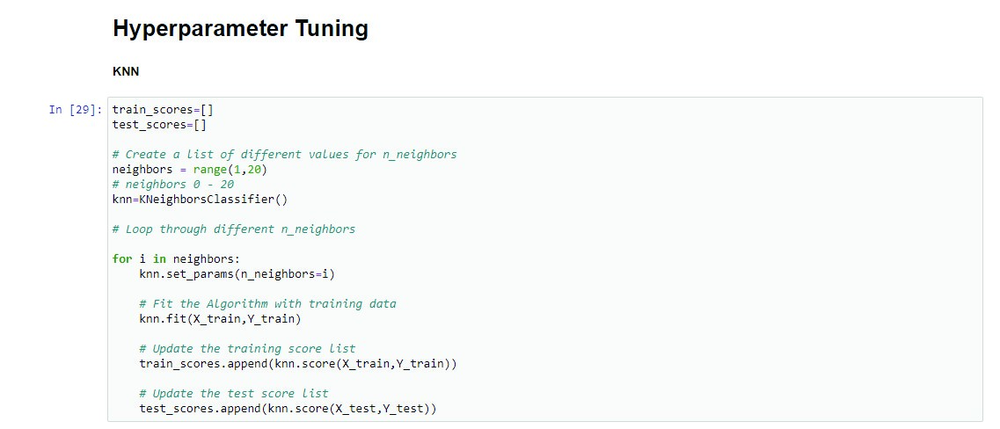 Hyperparameter Tuning
KNN
In [29]: train_scores=[]
test_scores=[]
# Create a list of different values for n_neighbors
neighbors = range(1,20)
# neighbors 0 - 20
knn=KNeighborsClassifier()
# Loop through different n_neighbors
for i in neighbors:
    knn.set_params(n_neighbors=i)
    # Fit the Algorithm with training data
    knn.fit(X_train,Y_train)
    # Update the training score list
    train_scores.append(knn.score(X_train,Y_train))
    # Update the test score list
    test_scores.append(knn.score(X_test,Y_test))